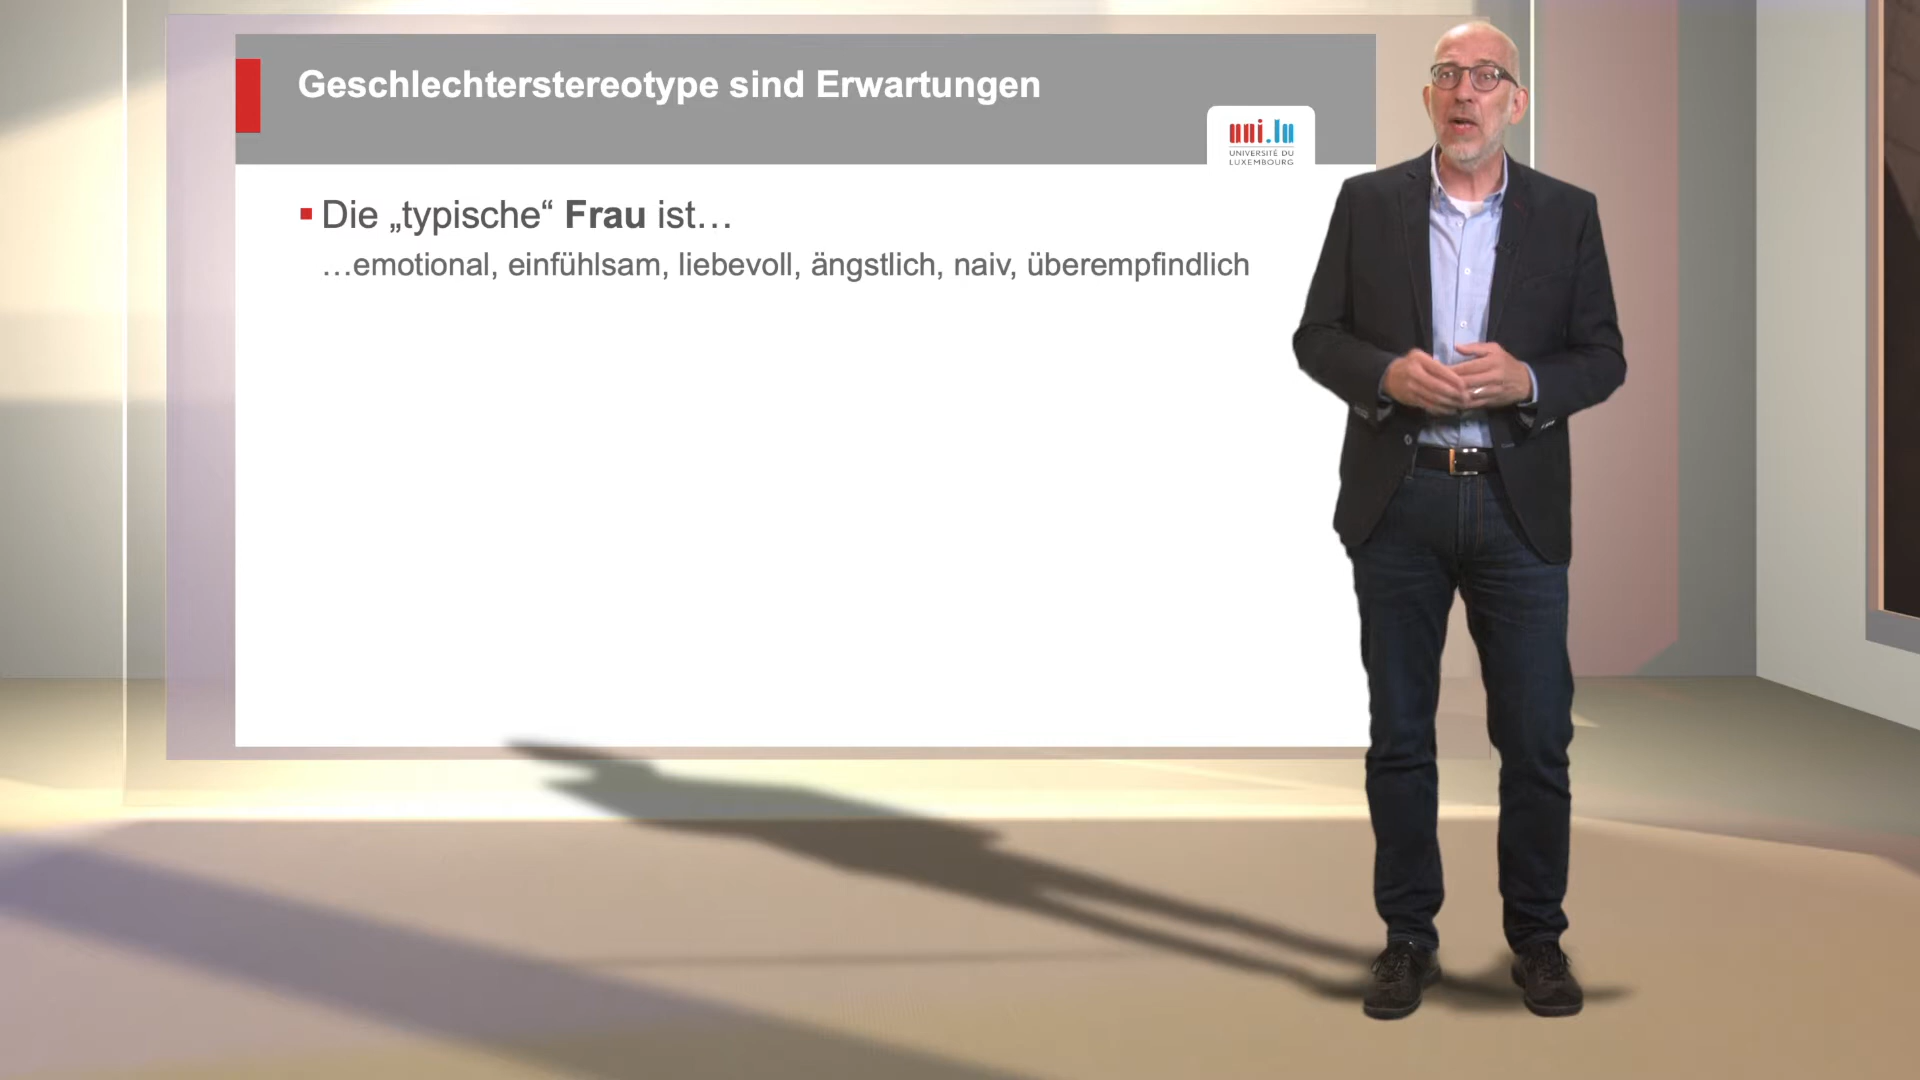 Geschlechterstereotype sind Erwartungen
uni.lu
UNIVERSITÉ DU
LUXEMBOURG
Die „typische“ Frau ist…
…emotional, einfühlsam, liebevoll, ängstlich, naiv, überempfindlich